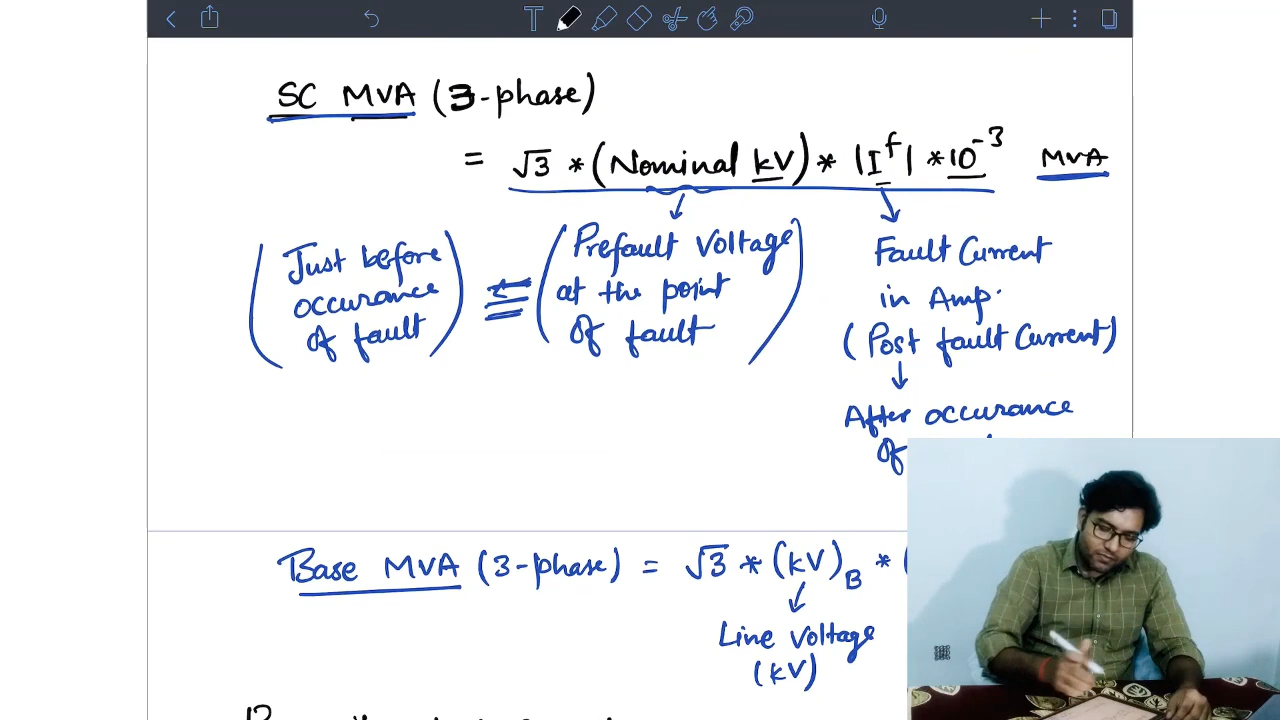 SC MVA (3-phase)
= √3 * (Nominal kV) * |I^f| * 10^-3 MVA
(Just before occurance of fault)
(Prefault Voltage at the point of fault)
Fault Current
in Amp.
(Post fault Current)
After occurance
of
Base MVA (3-phase) = √3 * (kV)_B * (
Line Voltage
(kV)